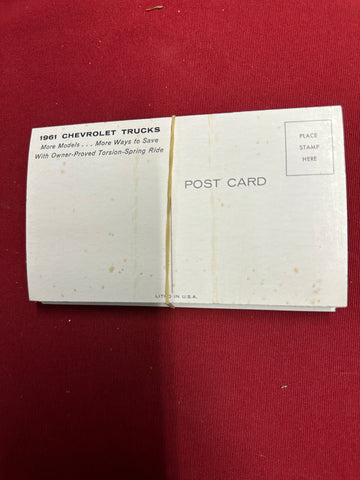 1961 CHEVROLET TRUCKS
More Models . . . More Ways to Save
With Owner-Proved Torsion-Spring Ride
PLACE
STAMP
HERE
POST CARD
LITHO IN U.S.A.